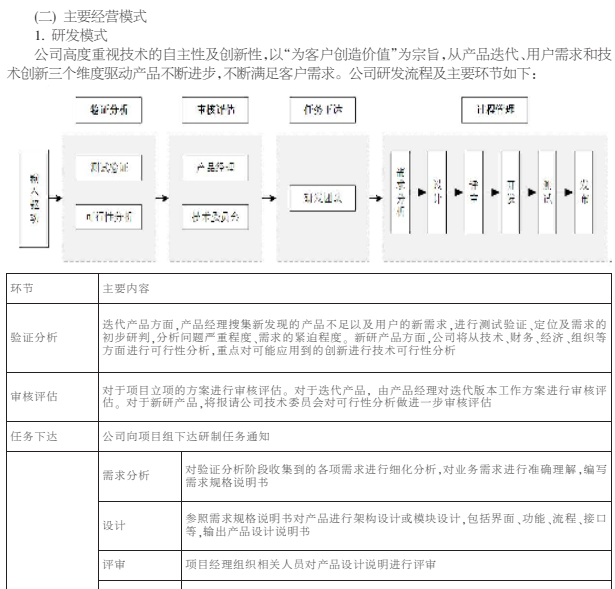 (二) 主要经营模式
1. 研发模式
公司高度重视技术的自主性及创新性,以“为客户创造价值”为宗旨,从产品迭代、用户需求和技
术创新三个维度驱动产品不断进步,不断满足客户需求。公司研发流程及主要环节如下:
验证分析 审核评估 任务下达 过程管理
测试验证 产品经理
可行性分析 技术委员会
研发团队
需求分析 设计 评审 开发 测试 发布
环节 主要内容
迭代产品方面,产品经理搜集新发现的产品不足以及用户的新需求,进行测试验证、定位及需求的
验证分析 初步研判,分析问题严重程度、需求的紧迫程度。新研产品方面,公司将从技术、财务、经济、组织等
方面进行可行性分析,重点对可能应用到的创新进行技术可行性分析
审核评估 对于项目立项的方案进行审核评估。对于迭代产品, 由产品经理对迭代版本工作方案进行审核评
估。对于新研产品,将报请公司技术委员会对可行性分析做进一步审核评估
任务下达 公司向项目组下达研制任务通知
需求分析 对验证分析阶段收集到的各项需求进行细化分析,对业务需求进行准确理解,编写
需求规格说明书
设计 参照需求规格说明书对产品进行架构设计或模块设计,包括界面、功能、流程、接口
等,输出产品设计说明书
评审 项目经理组织相关人员对产品设计说明进行评审